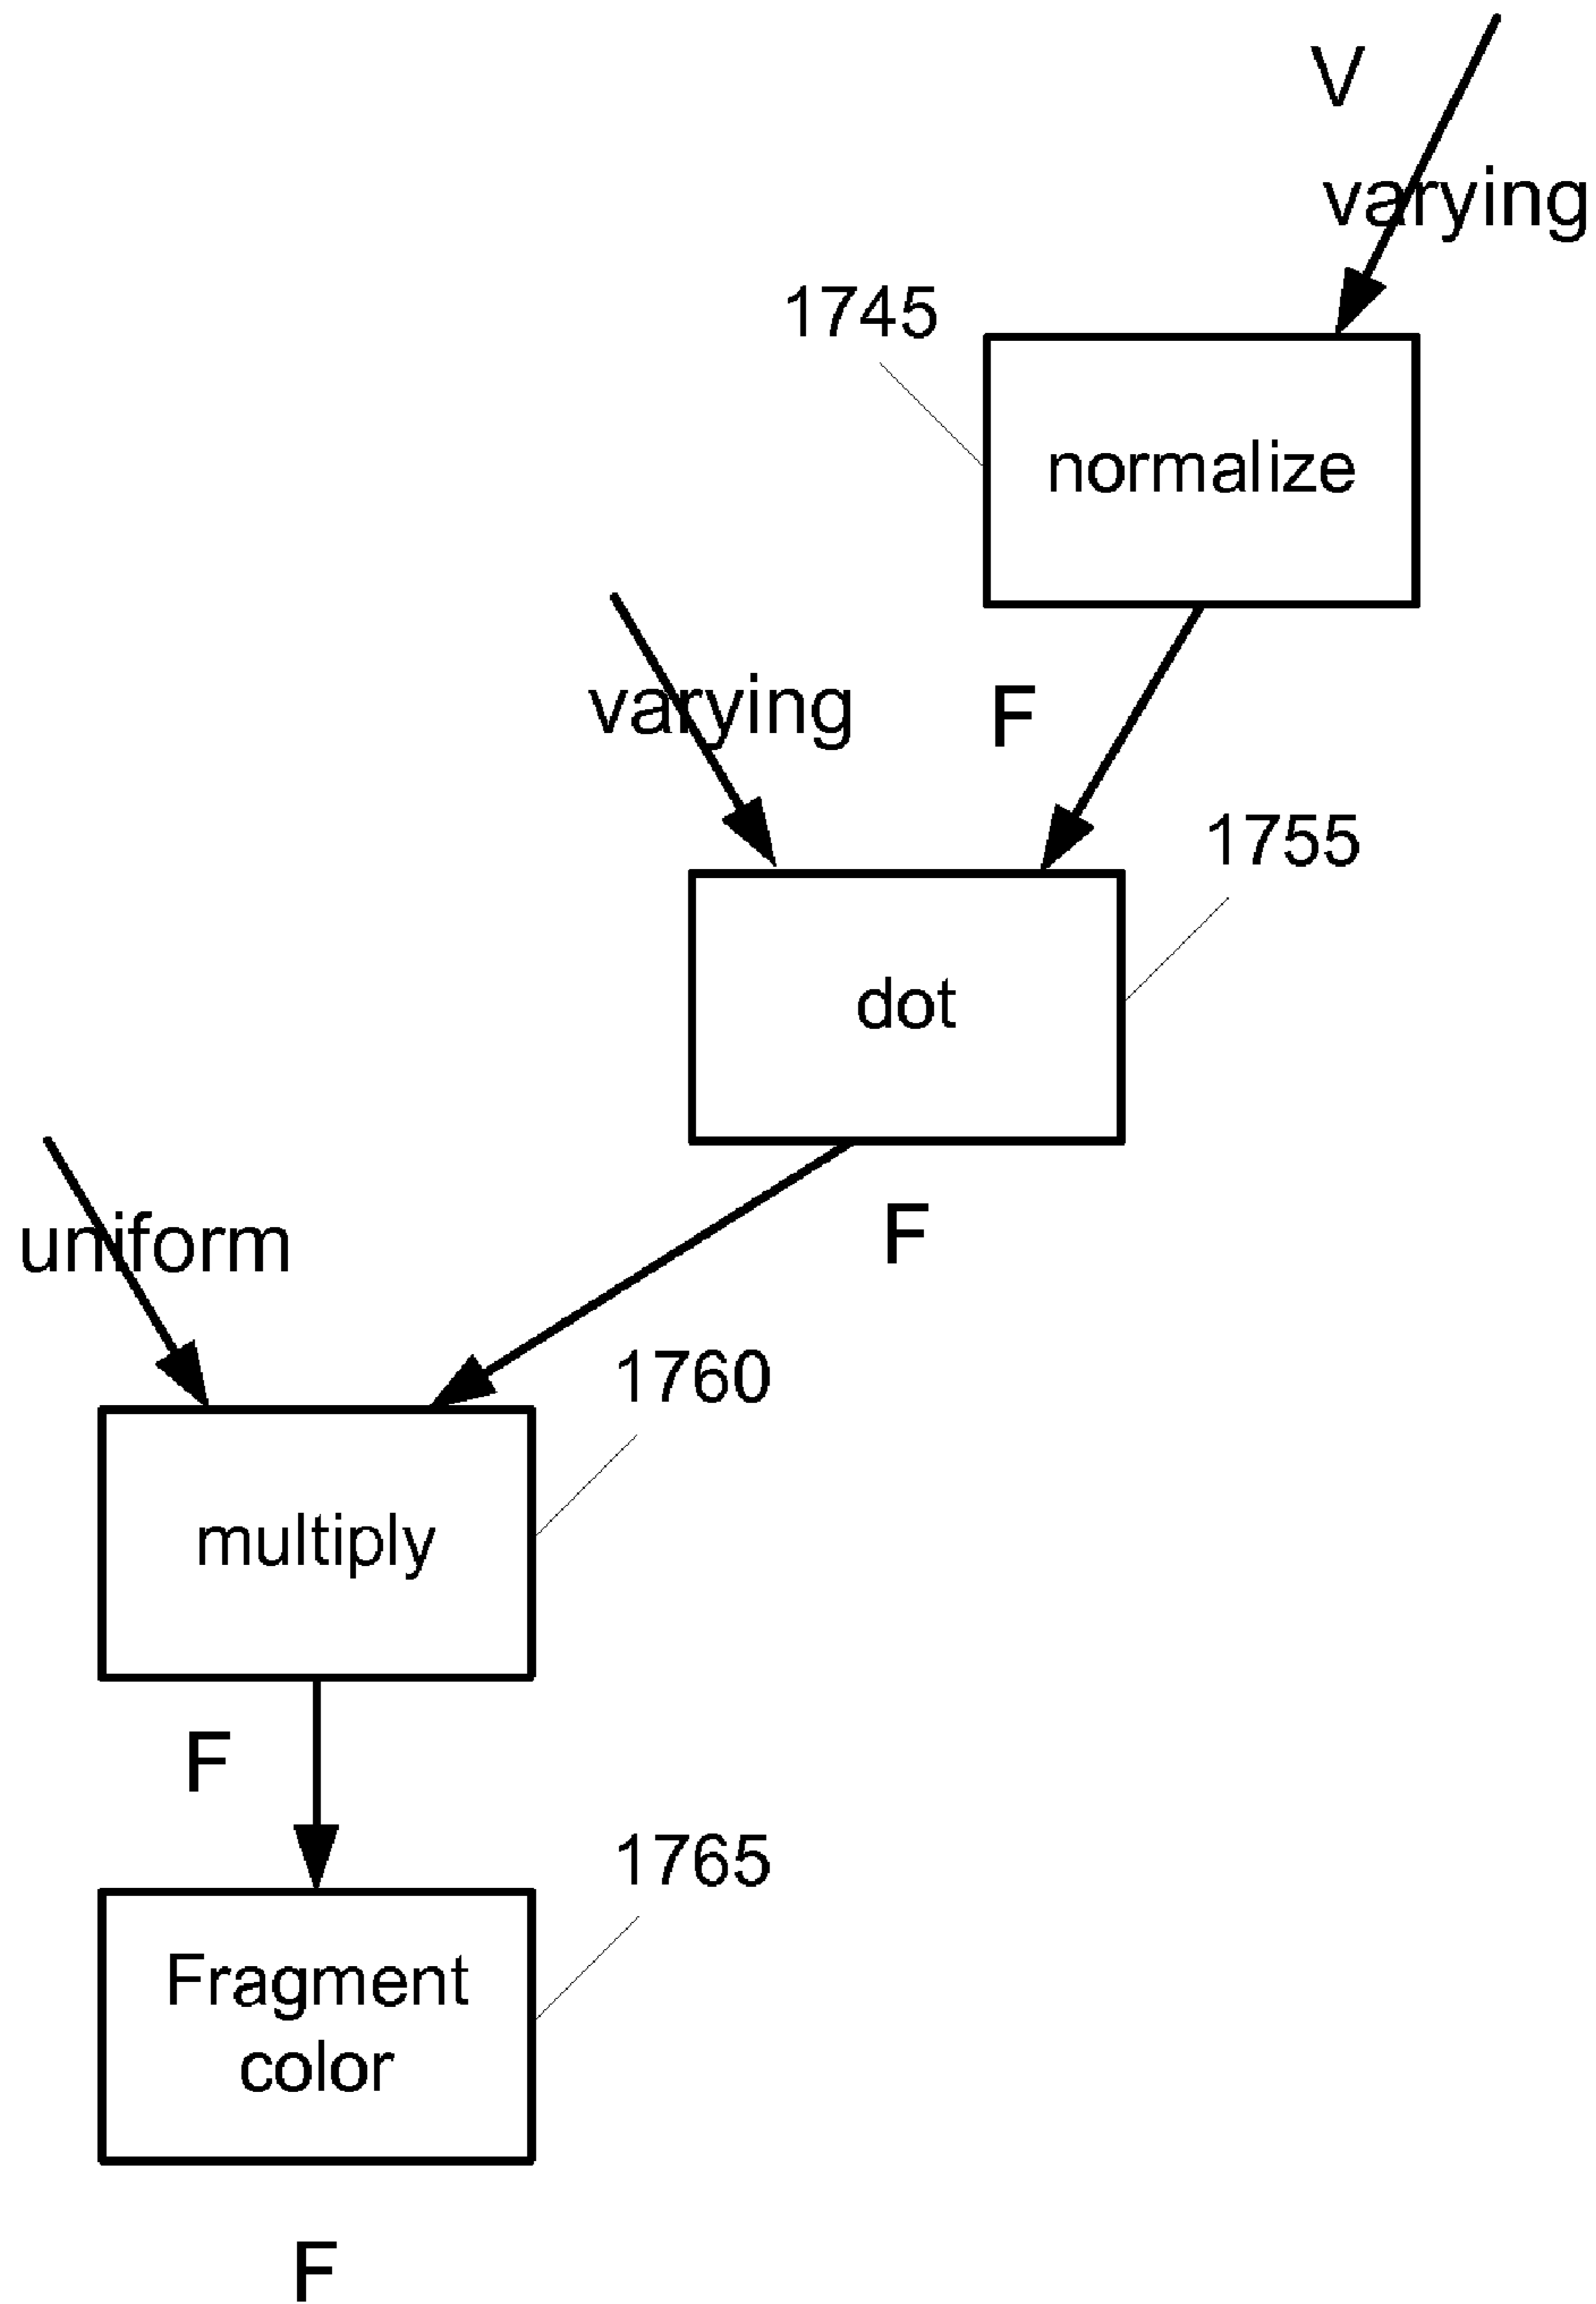 V
varying
1745
normalize
varying
F
1755
dot
uniform
F
1760
multiply
F
1765
Fragment
color
F